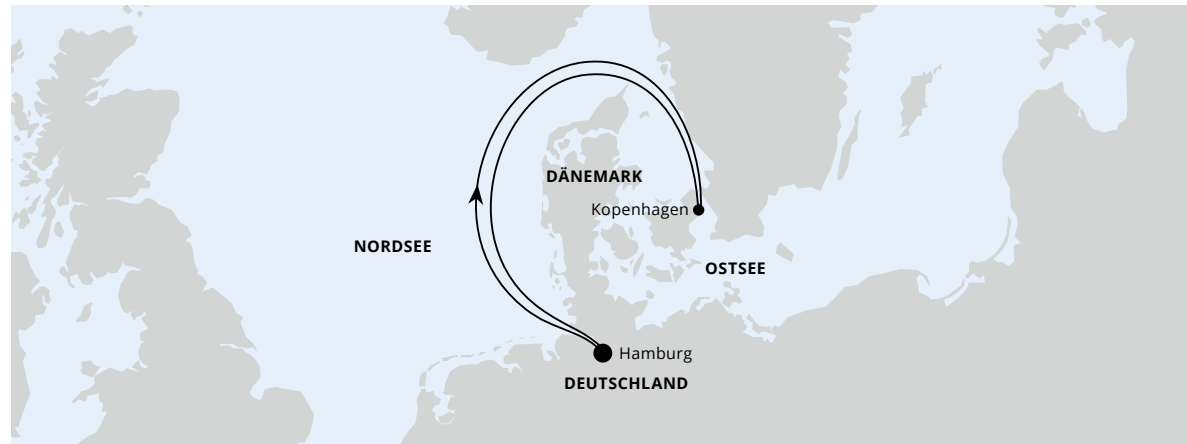 DÄNEMARK
Kopenhagen
NORDSEE
OSTSEE
Hamburg
DEUTSCHLAND